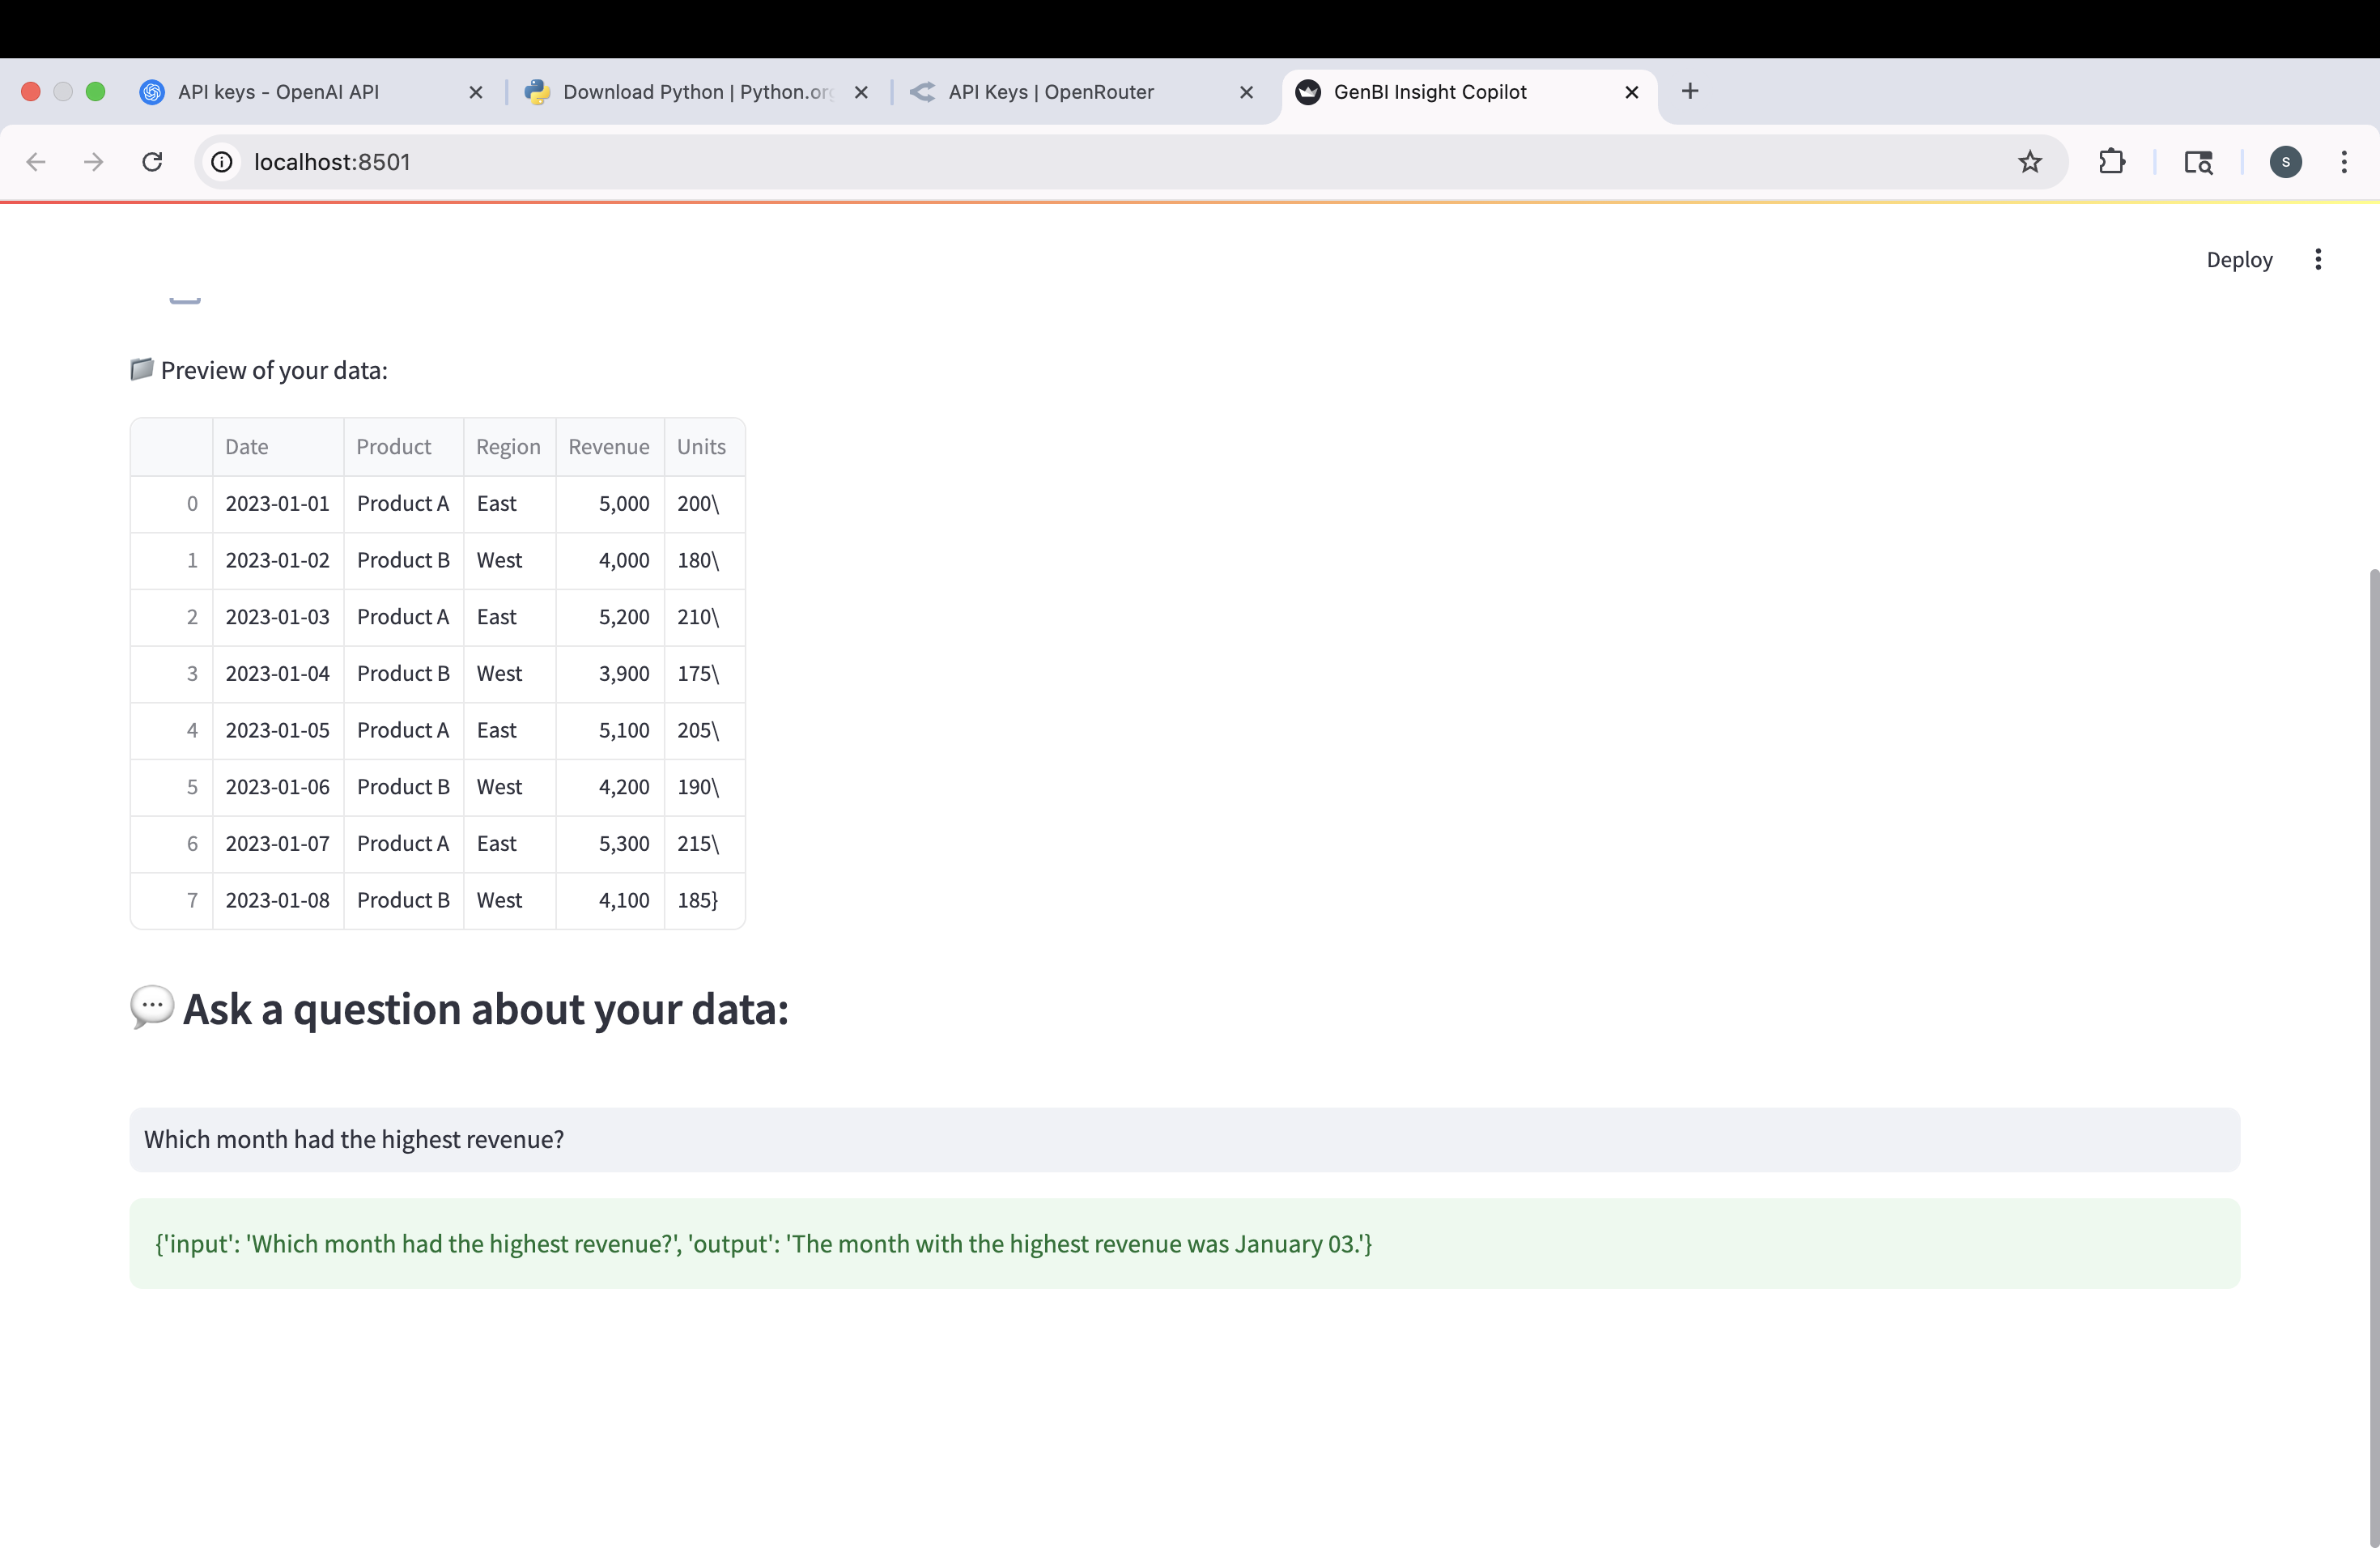 API keys - OpenAI API
Download Python | Python.org
API Keys | OpenRouter
GenBI Insight Copilot
localhost:8501
S
Deploy
Preview of your data:
Date Product Region Revenue Units
0 2023-01-01 Product A East 5,000 200\
1 2023-01-02 Product B West 4,000 180\
2 2023-01-03 Product A East 5,200 210\
3 2023-01-04 Product B West 3,900 175\
4 2023-01-05 Product A East 5,100 205\
5 2023-01-06 Product B West 4,200 190\
6 2023-01-07 Product A East 5,300 215\
7 2023-01-08 Product B West 4,100 185}
Ask a question about your data:
Which month had the highest revenue?
{'input': 'Which month had the highest revenue?', 'output': 'The month with the highest revenue was January 03.'}